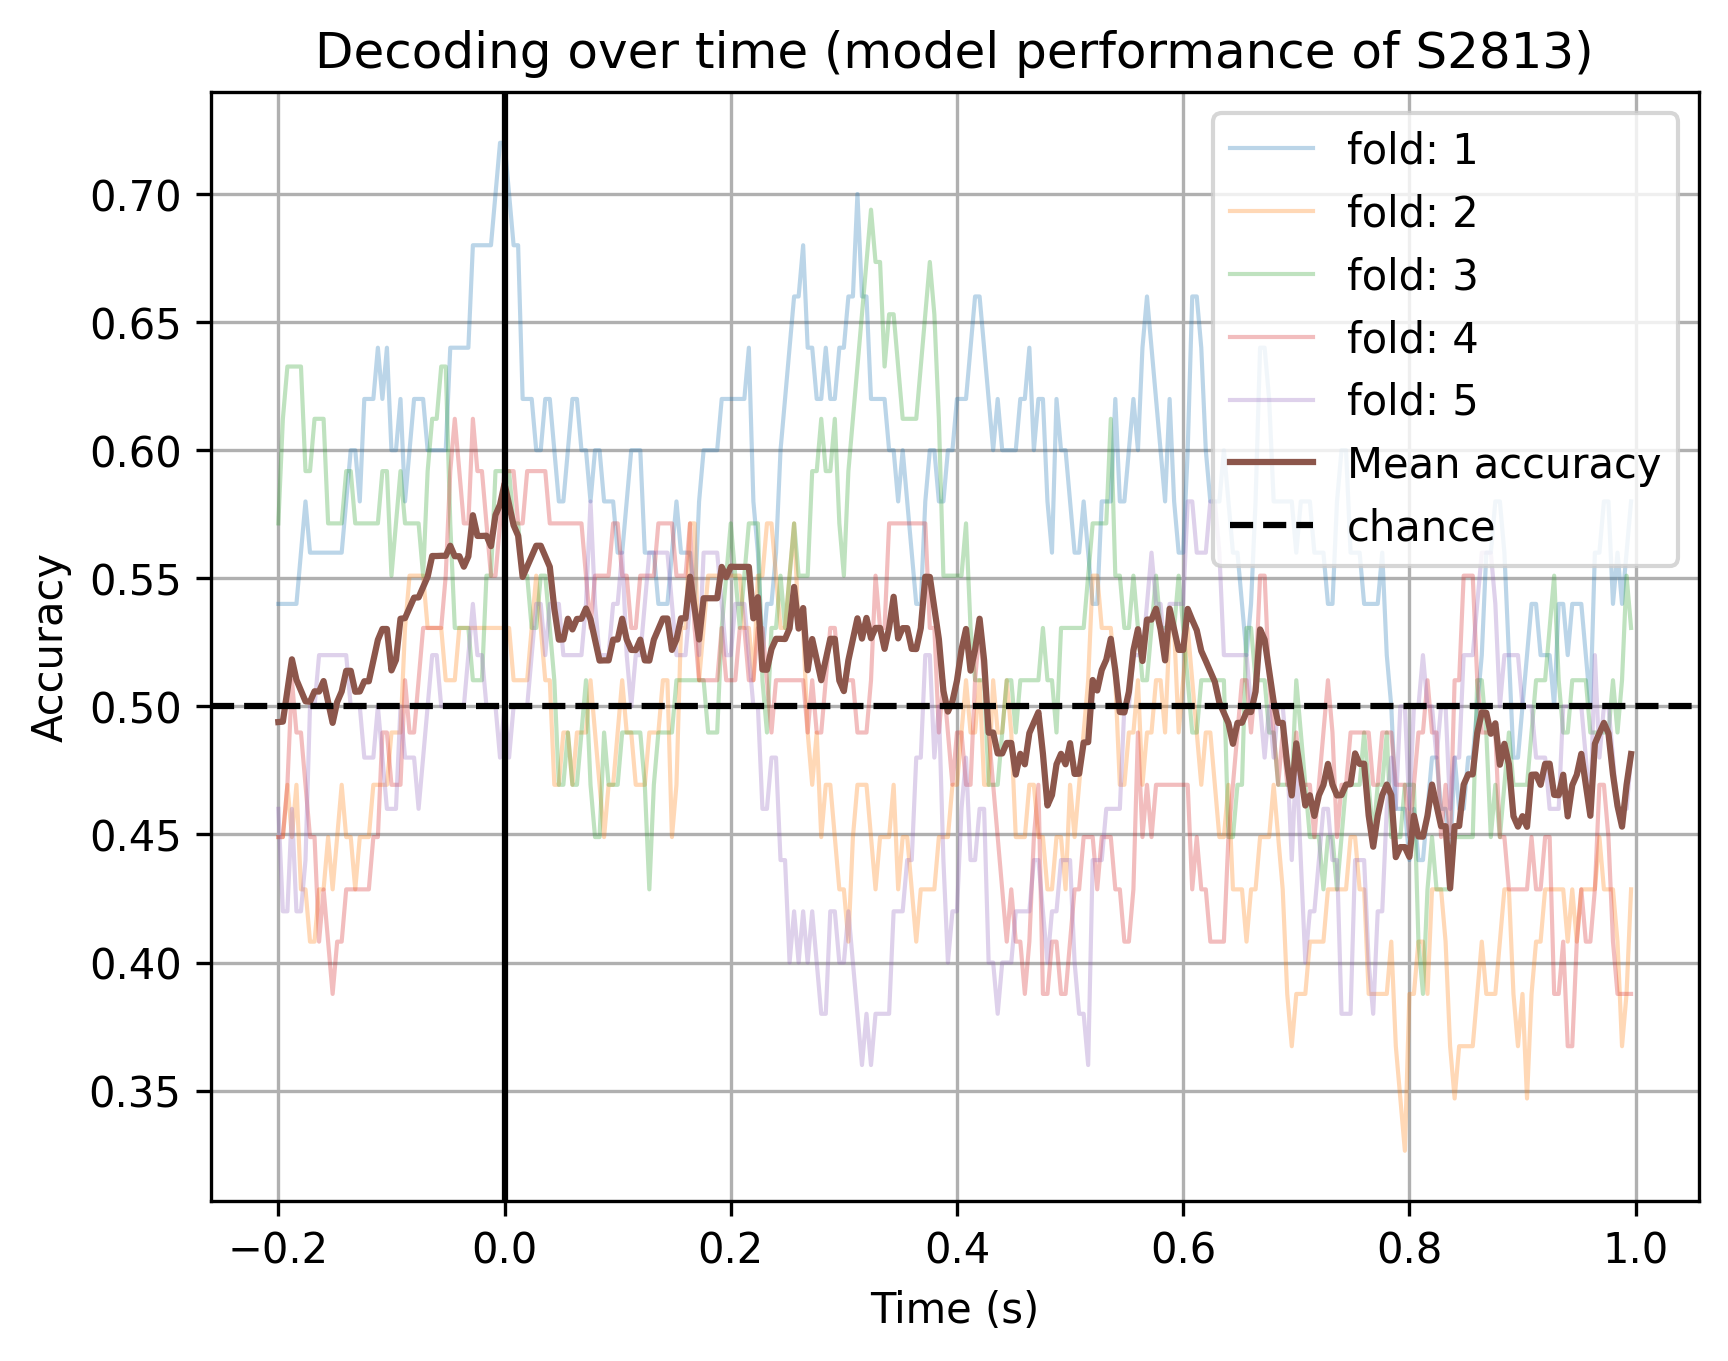 Decoding over time (model performance of S2813)
fold: 1
fold: 2
fold: 3
fold: 4
fold: 5
Mean accuracy
chance
Accuracy
0.70
0.65
0.60
0.55
0.50
0.45
0.40
0.35
−0.2 0.0 0.2 0.4 0.6 0.8 1.0
Time (s)